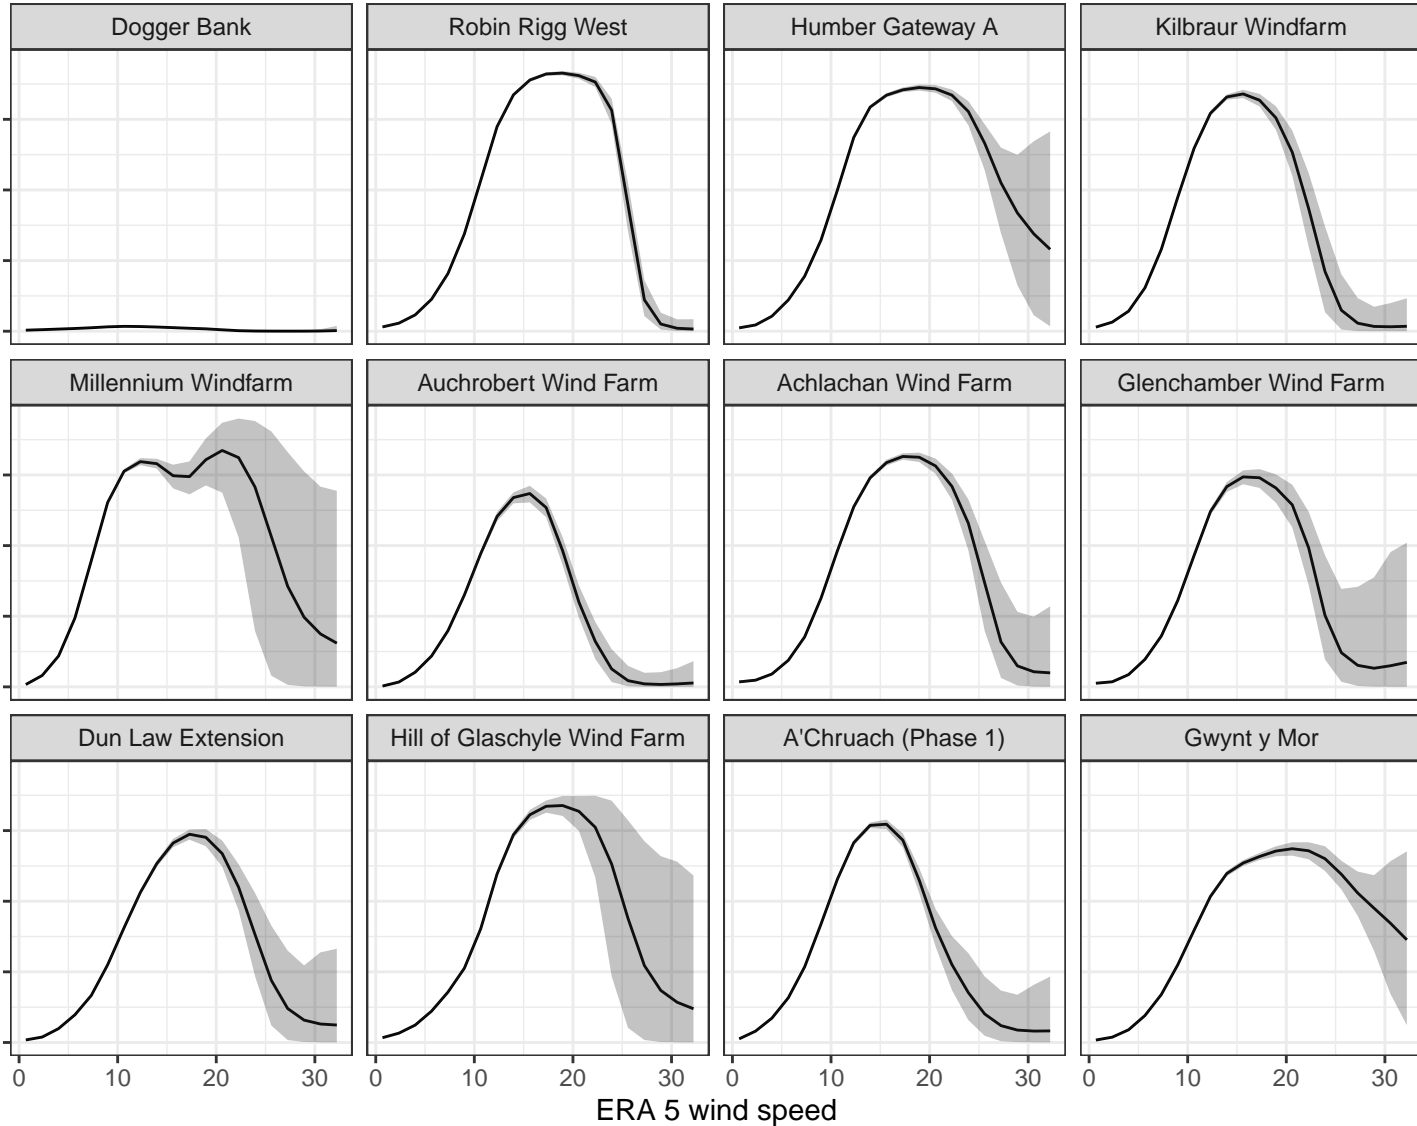 Dogger Bank
Robin Rigg West
Humber Gateway A
Kilbraur Windfarm
Millennium Windfarm
Auchrobert Wind Farm
Achlachan Wind Farm
Glenchamber Wind Farm
Dun Law Extension
Hill of Glaschyle Wind Farm
A'Chruach (Phase 1)
Gwynt y Mor
0 10 20 30
0 10 20 30
0 10 20 30
0 10 20 30
ERA 5 wind speed